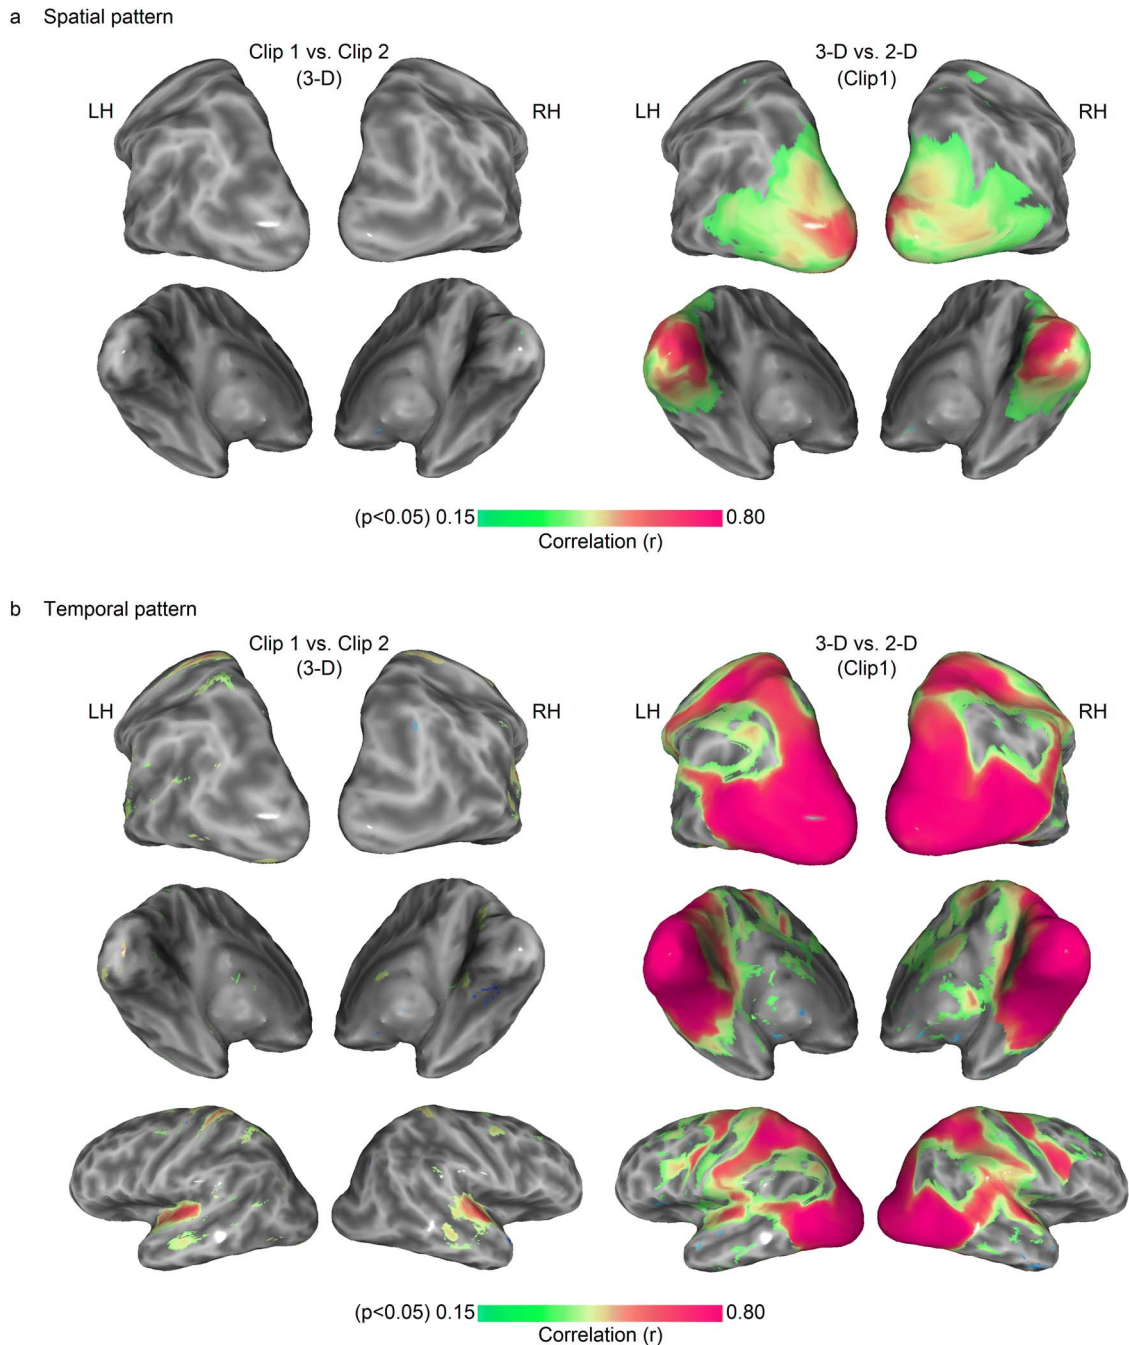 a Spatial pattern
Clip 1 vs. Clip 2
(3-D)
3-D vs. 2-D
(Clip1)
LH
RH
LH
RH
(p<0.05) 0.15
0.80
Correlation (r)
b Temporal pattern
Clip 1 vs. Clip 2
(3-D)
3-D vs. 2-D
(Clip1)
LH
RH
LH
RH
(p<0.05) 0.15
0.80
Correlation (r)